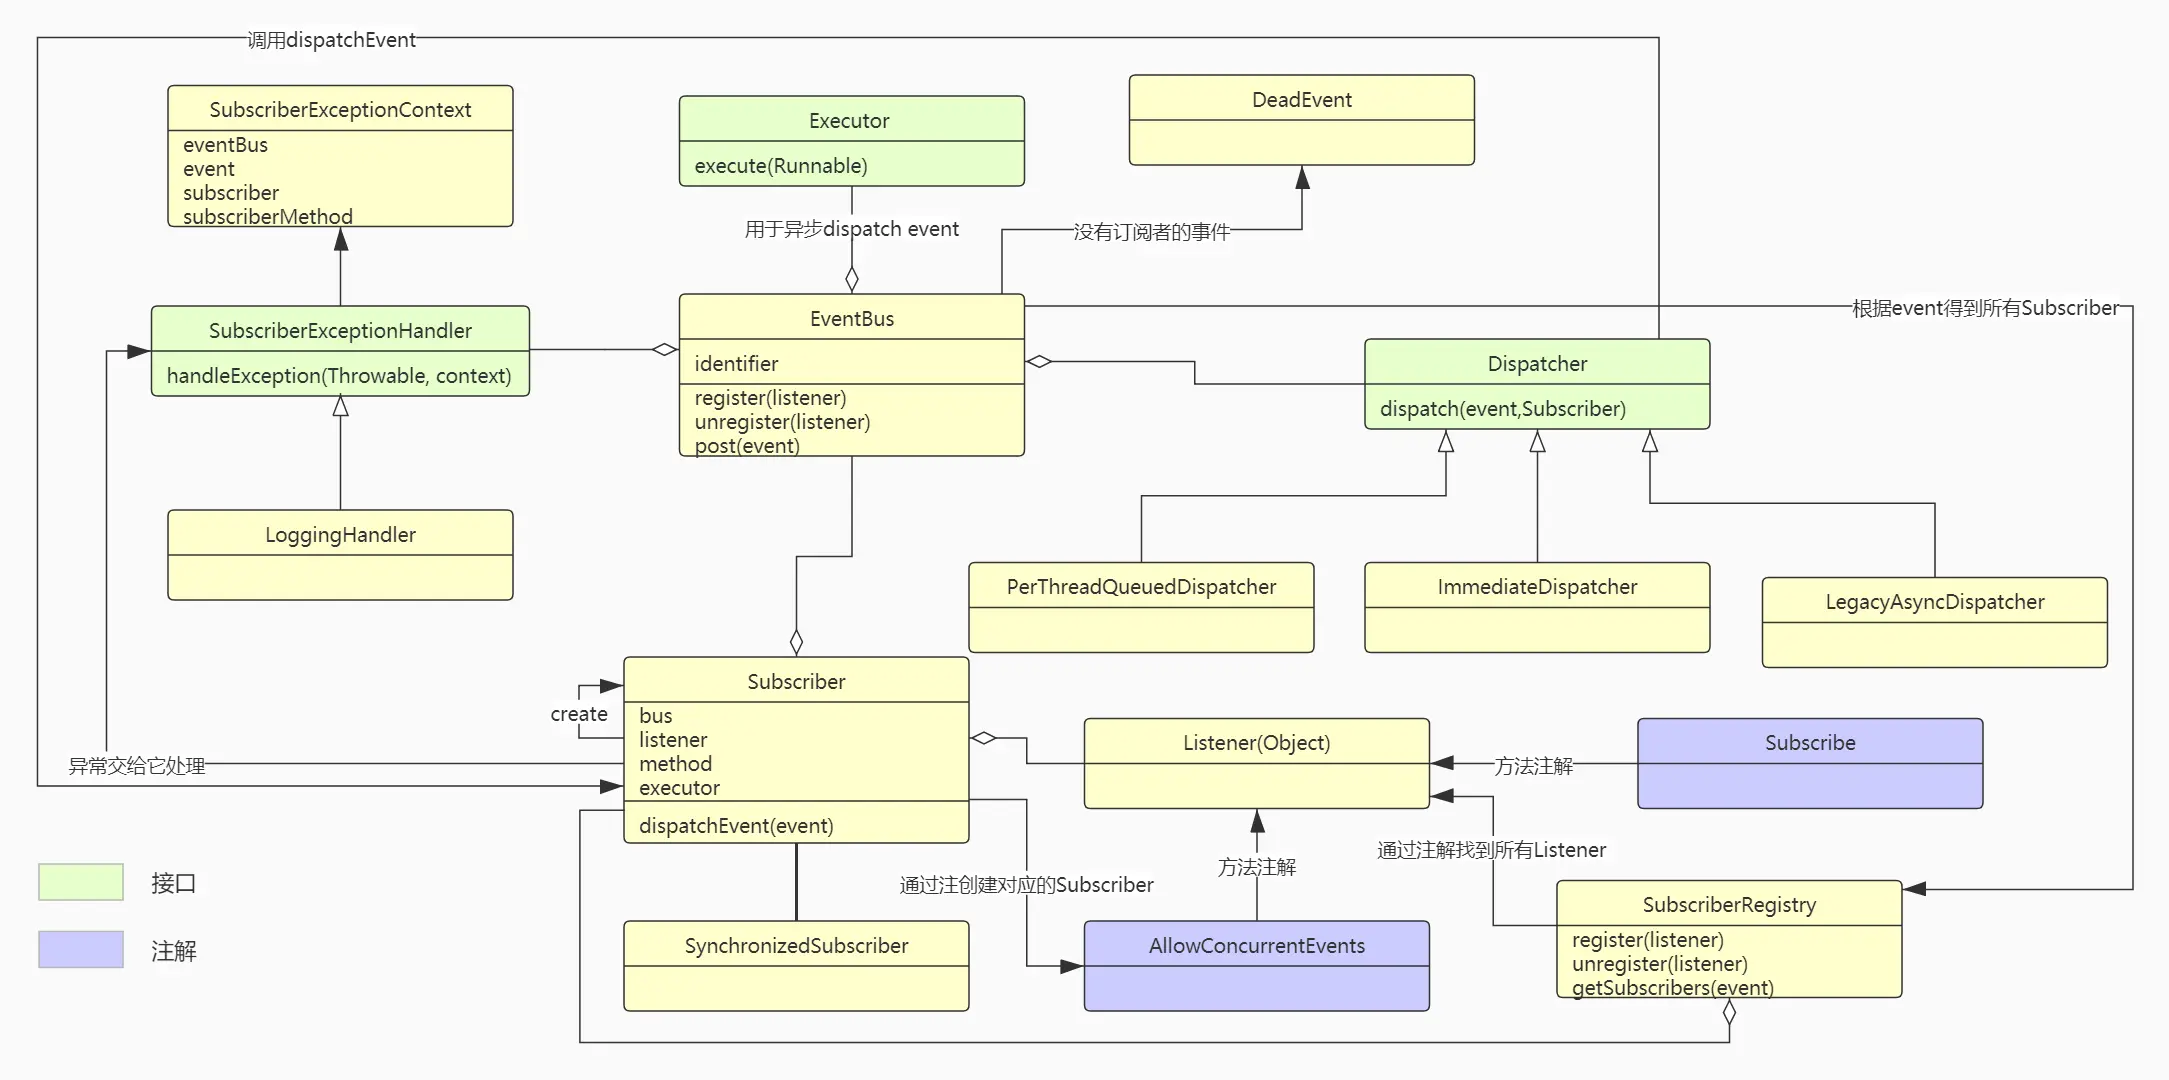 调用dispatchEvent
SubscriberExceptionContext
eventBus
event
subscriber
subscriberMethod
Executor
execute(Runnable)
DeadEvent
用于异步dispatch event
没有订阅者的事件
SubscriberExceptionHandler
handleException(Throwable, context)
EventBus
identifier
register(listener)
unregister(listener)
post(event)
根据event得到所有Subscriber
Dispatcher
dispatch(event,Subscriber)
LoggingHandler
PerThreadQueuedDispatcher
ImmediateDispatcher
LegacyAsyncDispatcher
create
异常交给它处理
Subscriber
bus
listener
method
executor
dispatchEvent(event)
Listener(Object)
方法注解
Subscribe
通过注解找到所有Listener
方法注解
通过注创建对应的Subscriber
接口
注解
SynchronizedSubscriber
AllowConcurrentEvents
SubscriberRegistry
register(listener)
unregister(listener)
getSubscribers(event)